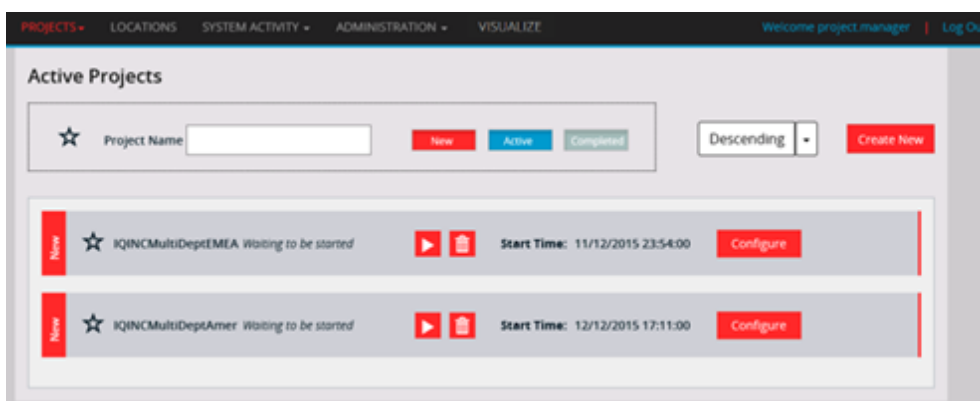 PROJECTS LOCATIONS SYSTEM ACTIVITY ADMINISTRATION VISUALIZE Welcome project.manager | Log Ou
Active Projects
Project Name New Active Completed Descending Create New
New IQINCMultiDeptEMEA Waiting to be started Start Time: 11/12/2015 23:54:00 Configure
New IQINCMultiDeptAmer Waiting to be started Start Time: 12/12/2015 17:11:00 Configure